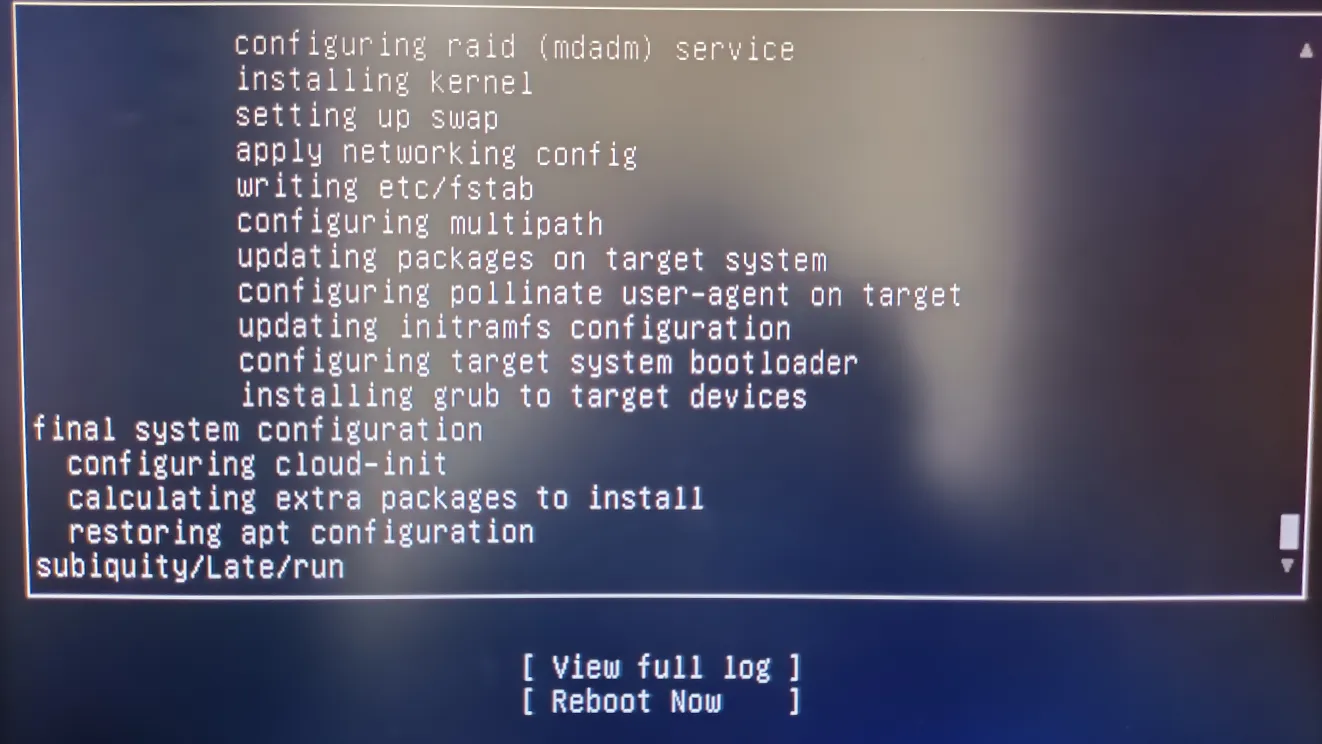 configuring raid (mdadm) service
installing kernel
setting up swap
apply networking config
writing etc/fstab
configuring multipath
updating packages on target system
configuring pollinate user-agent on target
updating initramfs configuration
configuring target system bootloader
installing grub to target devices
final system configuration
configuring cloud-init
calculating extra packages to install
restoring apt configuration
subiquity/Late/run
[ View full log ]
[ Reboot Now ]